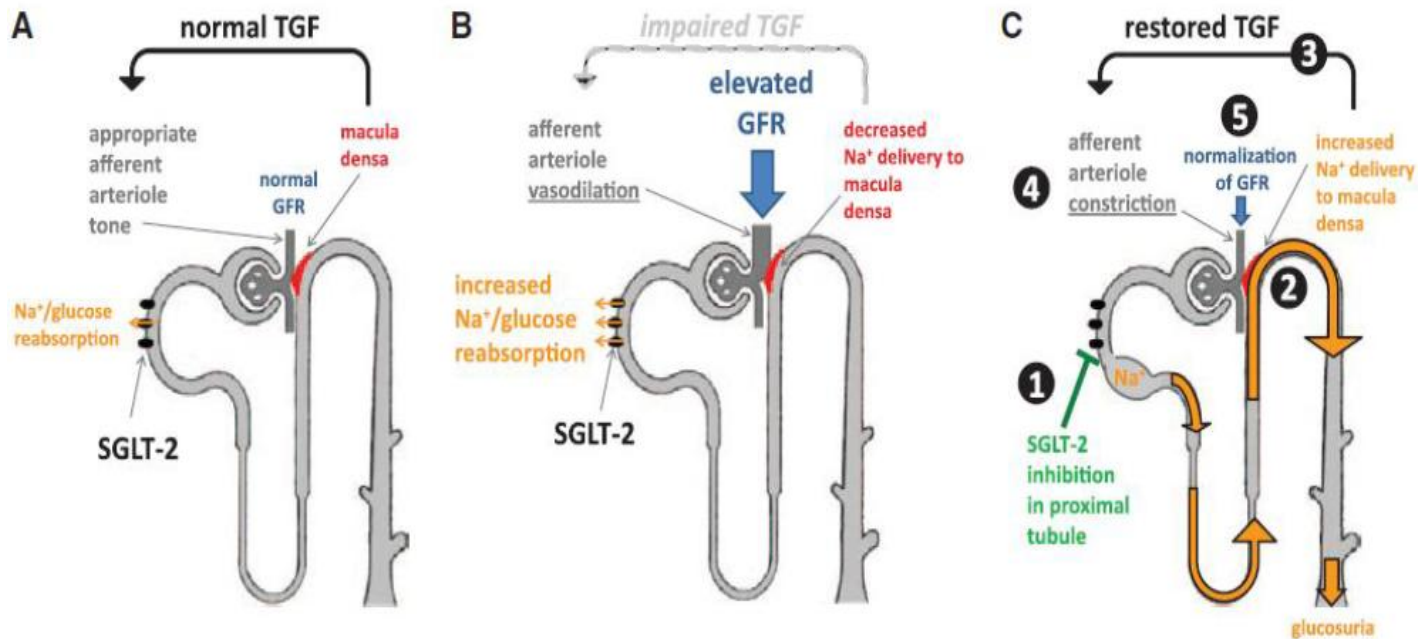 A
normal TGF
appropriate
afferent
arteriole
tone
normal
GFR
macula
densa
Na⁺/glucose
reabsorption
SGLT-2
B
impaired TGF
elevated
GFR
afferent
arteriole
vasodilation
decreased
Na⁺ delivery to
macula
densa
increased
Na⁺/glucose
reabsorption
SGLT-2
C
restored TGF
3
5
afferent
arteriole
constriction
4
normalization
of GFR
increased
Na⁺ delivery
to macula
densa
2
1
Na⁺
SGLT-2
inhibition
in proximal
tubule
glucosuria